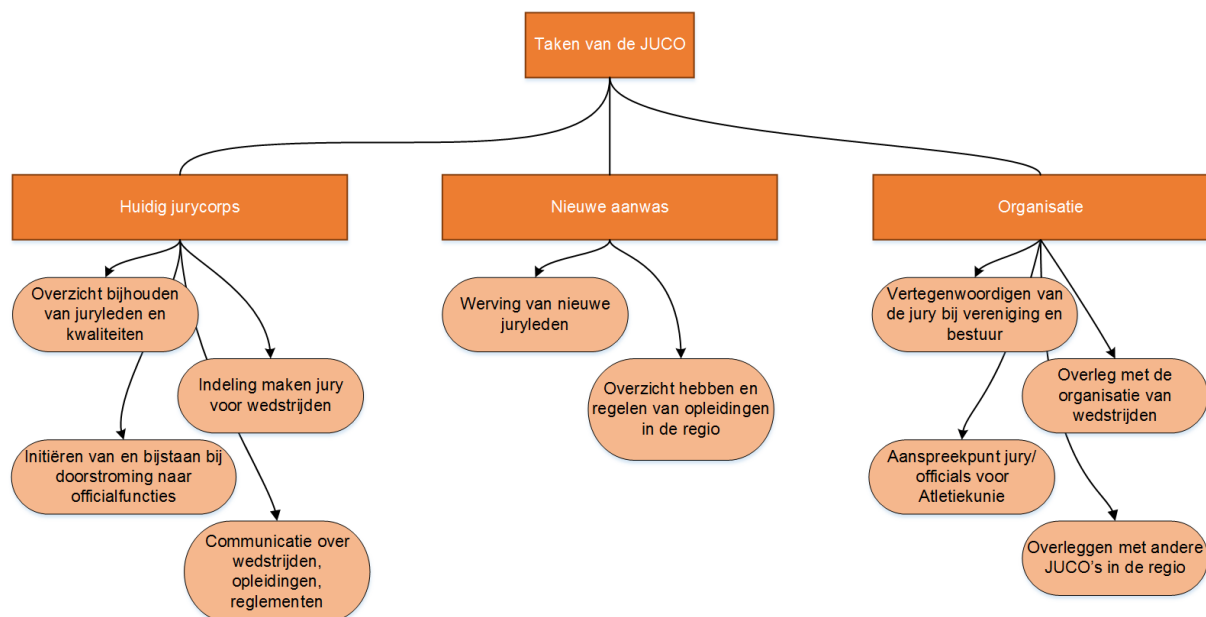 Taken van de JUCO
Huidig jurycorps
Nieuwe aanwas
Organisatie
Overzicht bijhouden
van juryleden en
kwaliteiten
Indeling maken jury
voor wedstrijden
Initiëren van en bijstaan bij
doorstroming naar
officialfuncties
Communicatie over
wedstrijden,
opleidingen,
reglementen
Werving van nieuwe
juryleden
Overzicht hebben en
regelen van opleidingen
in de regio
Vertegenwoordigen van
de jury bij vereniging en
bestuur
Overleg met de
organisatie van
wedstrijden
Aanspreekpunt jury/
officials voor
Atletiekunie
Overleggen met andere
JUCO's in de regio